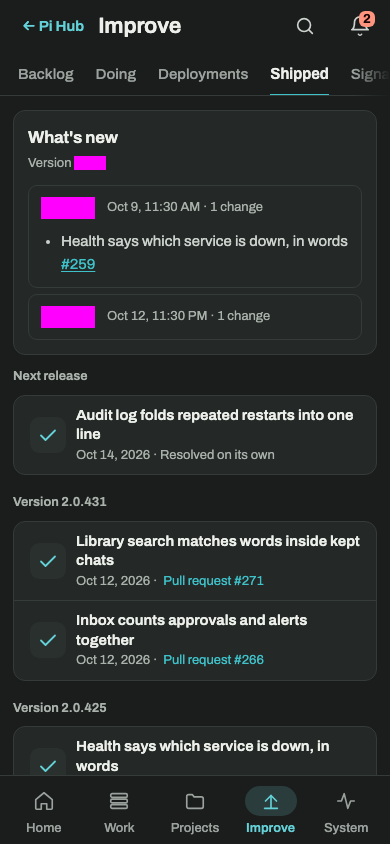 ← Pi Hub Improve
2
Backlog Doing Deployments Shipped Signa
What's new
Version
Oct 9, 11:30 AM · 1 change
• Health says which service is down, in words
#259
Oct 12, 11:30 PM · 1 change
Next release
Audit log folds repeated restarts into one
line
Oct 14, 2026 · Resolved on its own
Version 2.0.431
Library search matches words inside kept
chats
Oct 12, 2026 · Pull request #271
Inbox counts approvals and alerts
together
Oct 12, 2026 · Pull request #266
Version 2.0.425
Health says which service is down, in
words
Home Work Projects Improve System